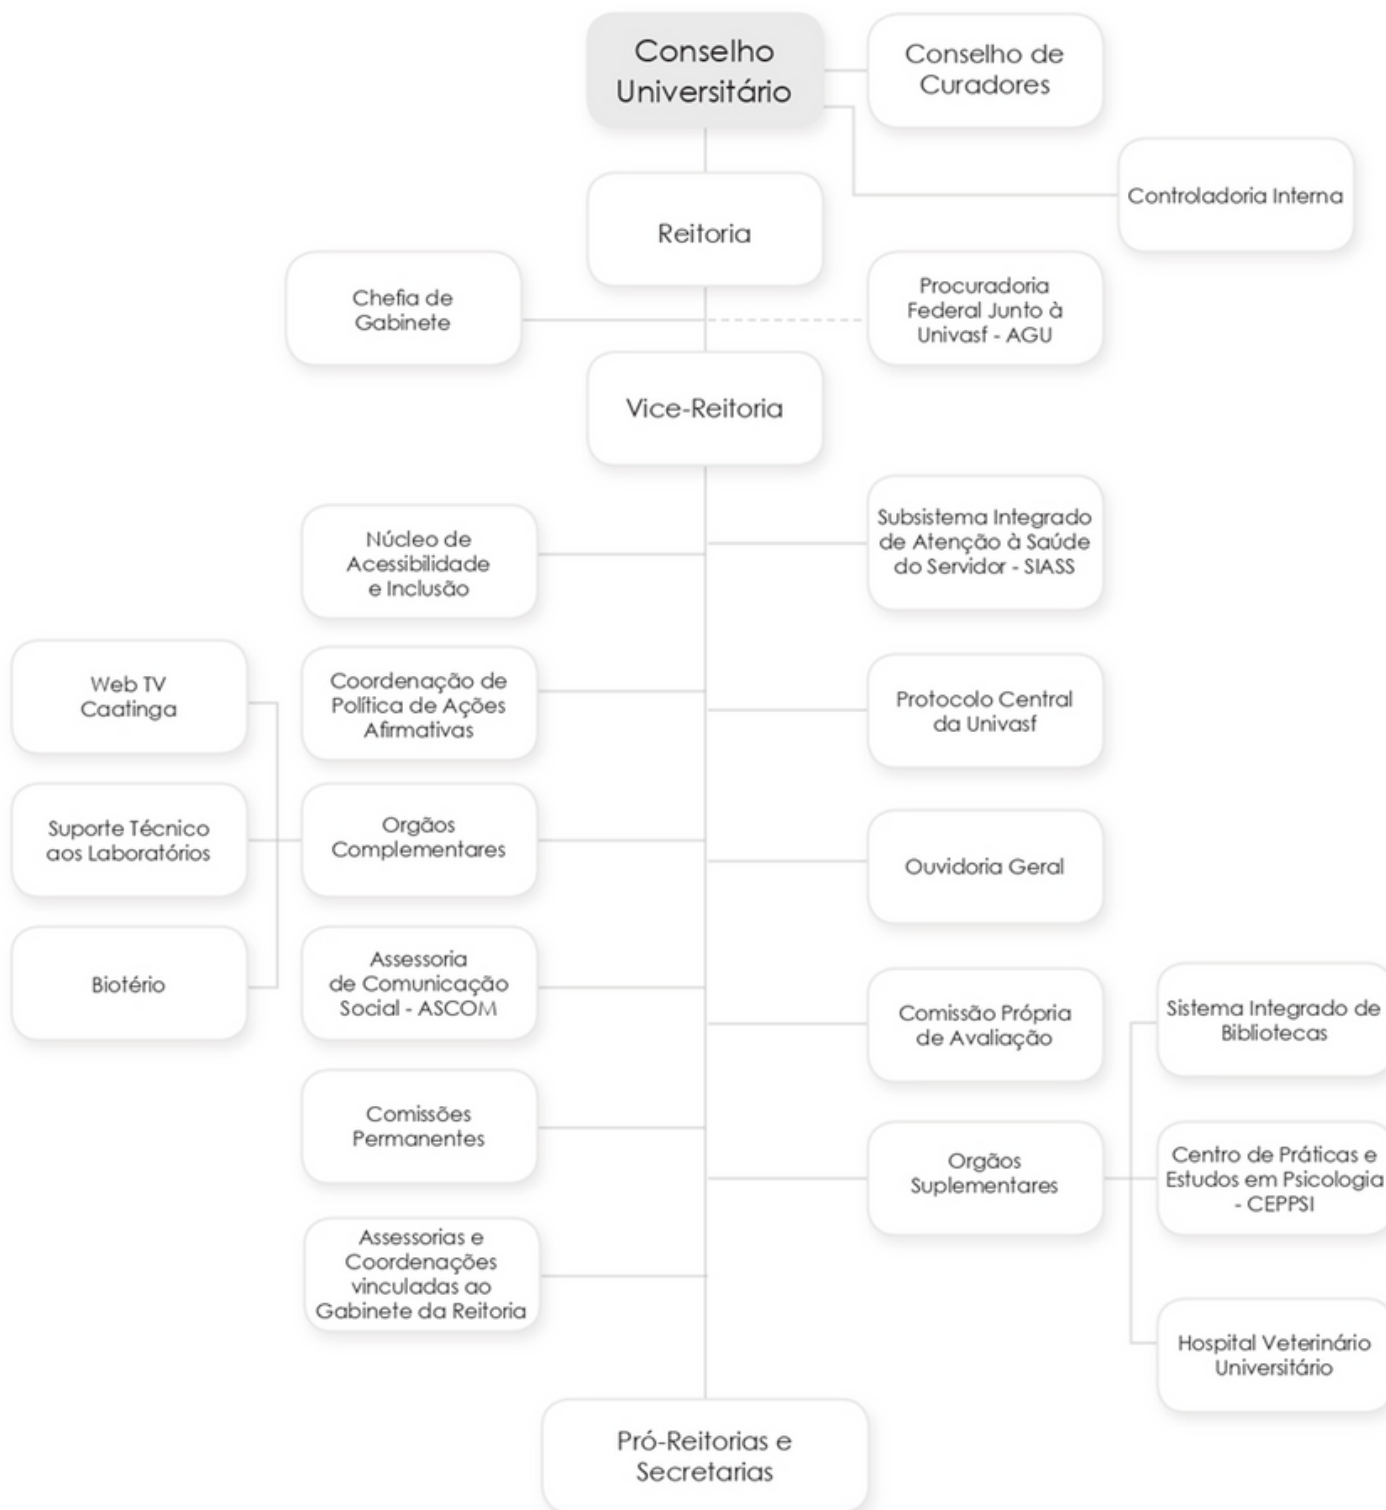 Conselho
Universitário
Conselho de
Curadores
Controladoria Interna
Reitoria
Chefia de
Gabinete
Procuradoria
Federal Junto à
Univasf - AGU
Vice-Reitoria
Núcleo de
Acessibilidade
e Inclusão
Subsistema Integrado
de Atenção à Saúde
do Servidor - SIASS
Web TV
Caatinga
Coordenação de
Política de Ações
Afirmativas
Protocolo Central
da Univasf
Suporte Técnico
aos Laboratórios
Orgãos
Complementares
Ouvidoria Geral
Biotério
Assessoria
de Comunicação
Social - ASCOM
Comissão Própria
de Avaliação
Sistema Integrado de
Bibliotecas
Comissões
Permanentes
Orgãos
Suplementares
Centro de Práticas e
Estudos em Psicologia
- CEPPSI
Assessorias e
Coordenações
vinculadas ao
Gabinete da Reitoria
Hospital Veterinário
Universitário
Pró-Reitorias e
Secretarias